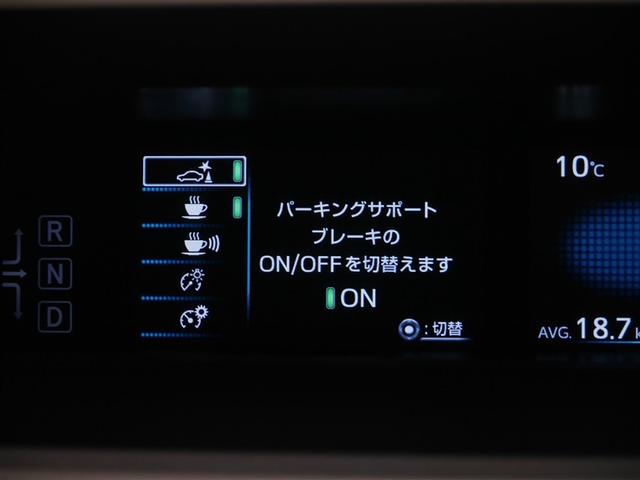 10℃
R
N
D
パーキングサポート
ブレーキの
ON/OFFを切替えます
ON
:切替
AVG. 18.7